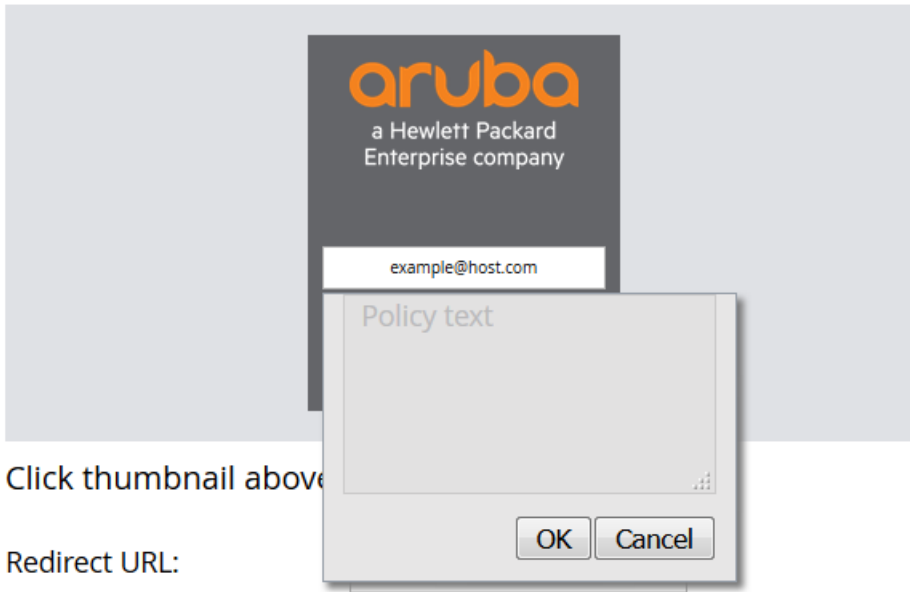 aruba
a Hewlett Packard
Enterprise company
example@host.com
Policy text
OK Cancel
Click thumbnail above
Redirect URL: